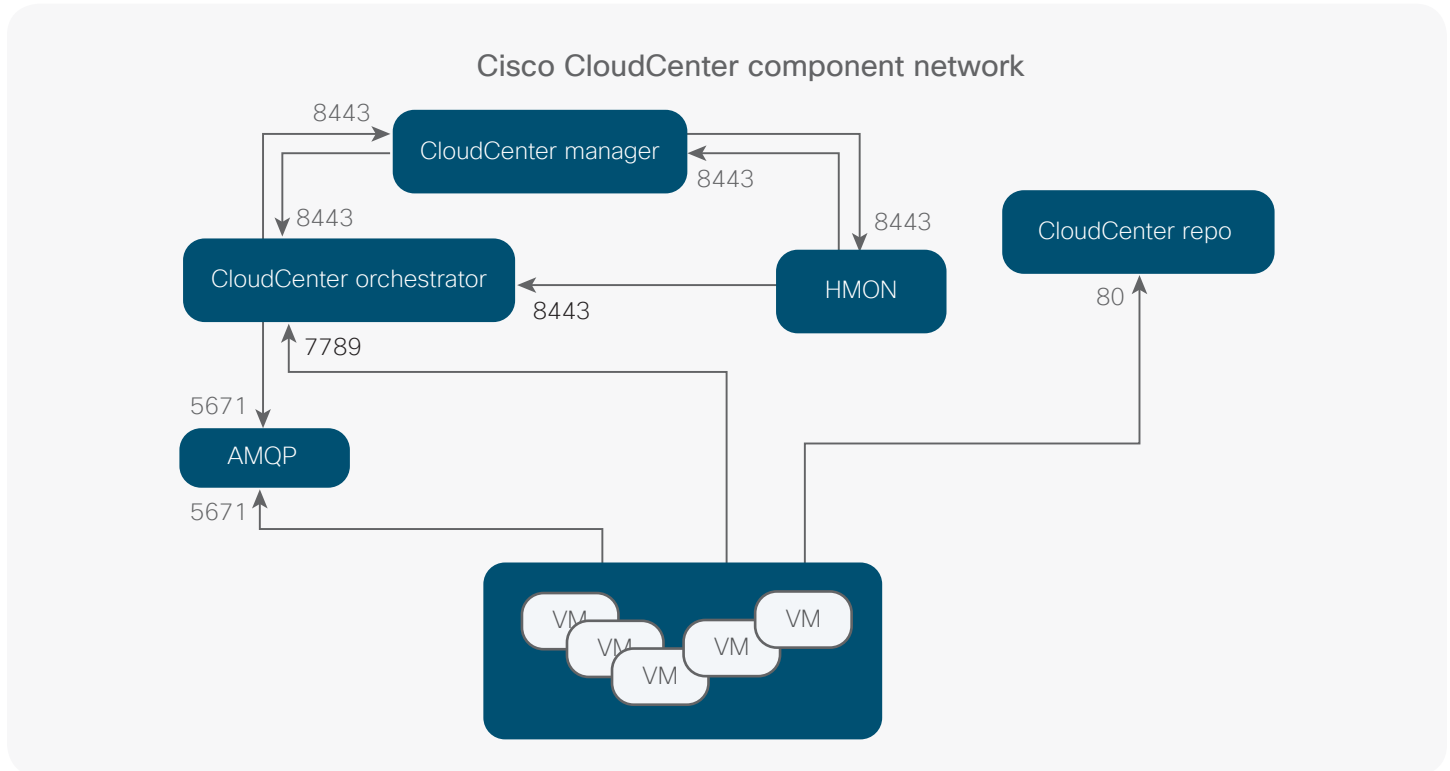 Cisco CloudCenter component network
8443
CloudCenter manager
8443
8443
8443
CloudCenter repo
CloudCenter orchestrator
HMON
80
8443
7789
5671
AMQP
5671
VM
VM
VM
VM
VM